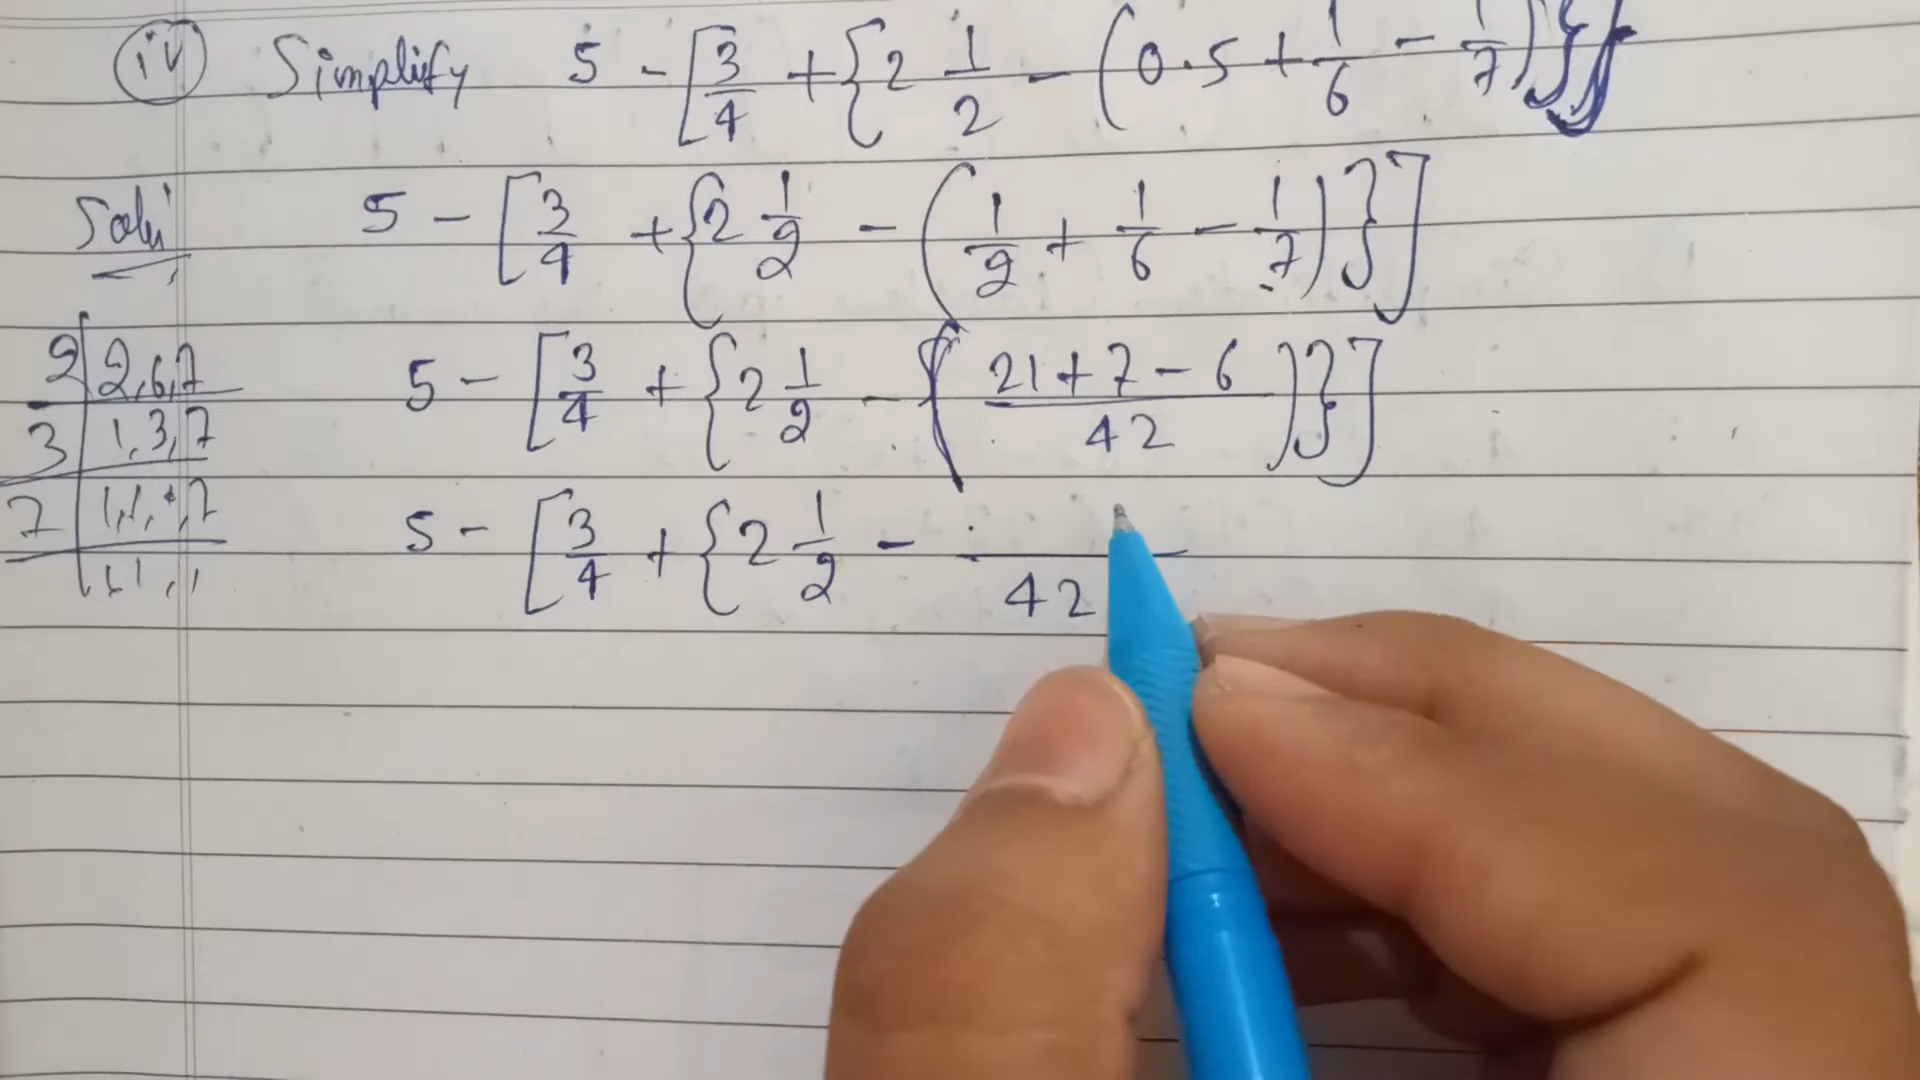 (iv) Simplify 5 - [3/4 + {2 1/2 - (0.5 + 1/6 - 1/7)}]
Soln 5 - [3/4 + {2 1/2 - (1/2 + 1/6 - 1/7)}]
2 | 2,6,7
5 - [3/4 + {2 1/2 - (21+7-6/42)}]
3 | 1,3,7
7 | 1,1,7
5 - [3/4 + {2 1/2 - /42
1,1,1